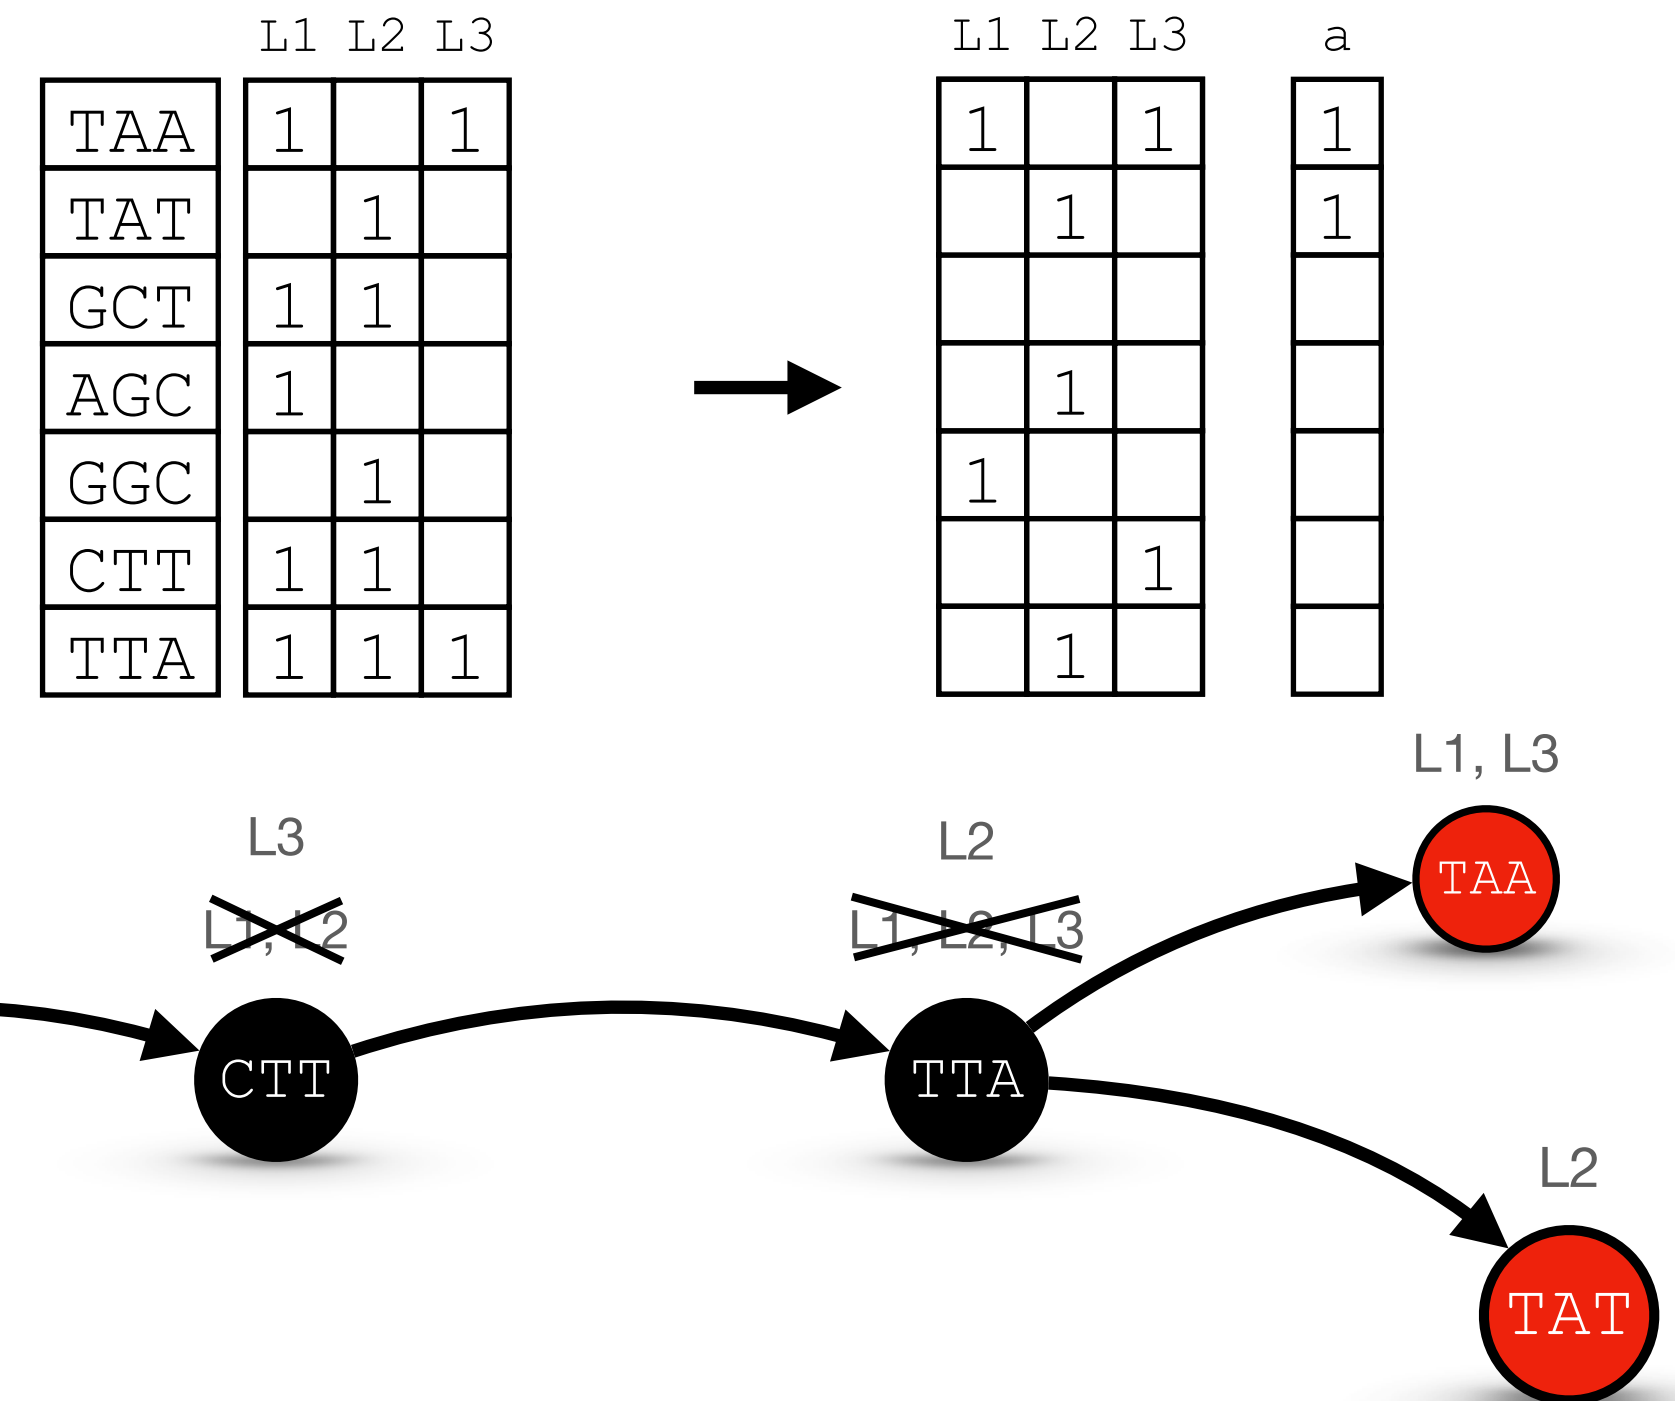 L1 L2 L3 L1 L2 L3 a
TAA 1 1 1 1 1
TAT 1 1 1
GCT 1 1
AGC 1 1
GGC 1 1
CTT 1 1 1
TTA 1 1 1 1
L1, L3
L3
L2
L1, L2
L1, L2, L3
TAA
CTT
TTA
L2
TAT